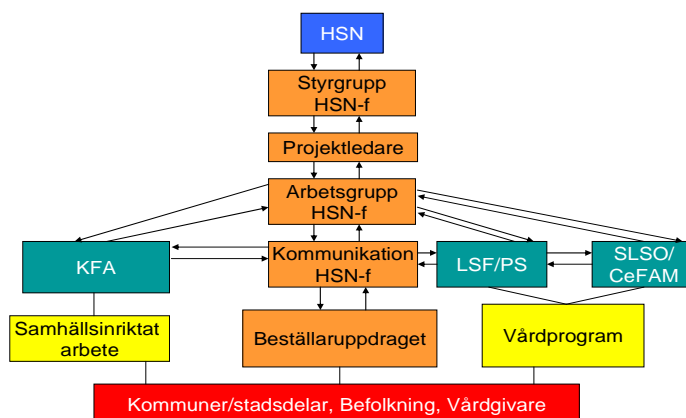 HSN
Styrgrupp
HSN-f
Projektledare
Arbetsgrupp
HSN-f
KFA
Kommunikation
HSN-f
LSF/PS
SLSO/
CeFAM
Samhällsinriktat
arbete
Beställaruppdraget
Vårdprogram
Kommuner/stadsdelar, Befolkning, Vårdgivare